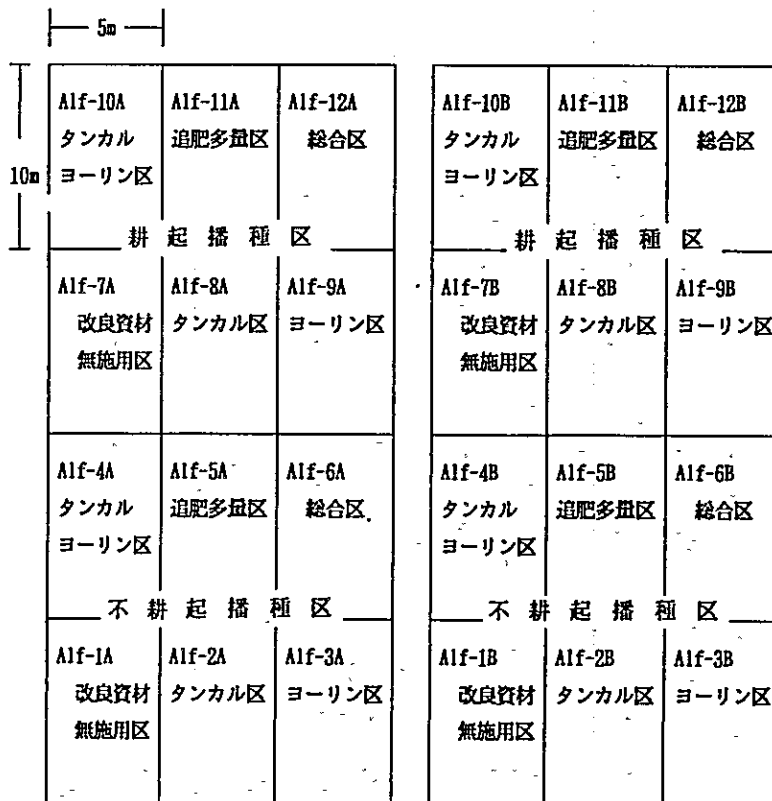 5m
10m
Alf-10A Alf-11A Alf-12A Alf-10B Alf-11B Alf-12B
タンカル 追肥多量区 総合区 タンカル 追肥多量区 総合区
ヨーリン区 ヨーリン区
耕起播種区 耕起播種区
Alf-7A Alf-8A Alf-9A Alf-7B Alf-8B Alf-9B
改良資材 タンカル区 ヨーリン区 改良資材 タンカル区 ヨーリン区
無施用区 無施用区
Alf-4A Alf-5A Alf-6A Alf-4B Alf-5B Alf-6B
タンカル 追肥多量区 総合区 タンカル 追肥多量区 総合区
ヨーリン区 ヨーリン区
不耕起播種区 不耕起播種区
Alf-1A Alf-2A Alf-3A Alf-1B Alf-2B Alf-3B
改良資材 タンカル区 ヨーリン区 改良資材 タンカル区 ヨーリン区
無施用区 無施用区